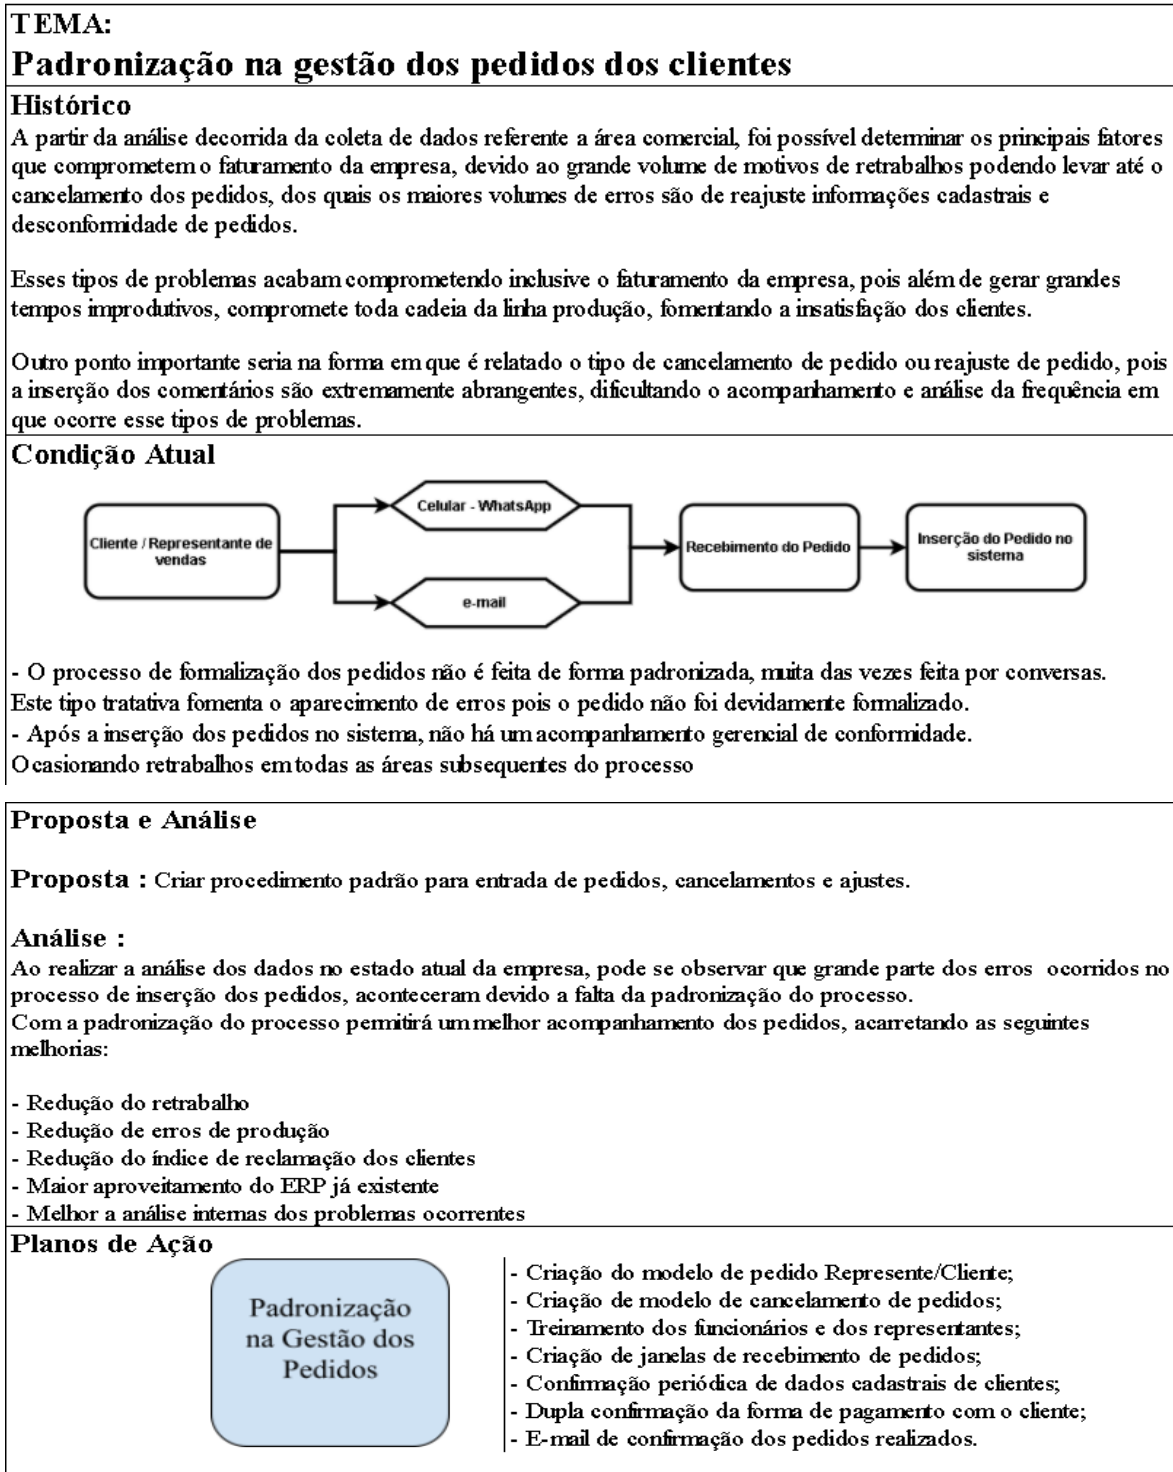 TEMA:
Padronização na gestão dos pedidos dos clientes
Histórico
A partir da análise decorrida da coleta de dados referente a área comercial, foi possível determinar os principais fatores
que comprometem o faturamento da empresa, devido ao grande volume de motivos de retrabalhos podendo levar até o
cancelamento dos pedidos, dos quais os maiores volumes de erros são de reajuste informações cadastrais e
desconformidade de pedidos.
Esses tipos de problemas acabam comprometendo inclusive o faturamento da empresa, pois além de gerar grandes
tempos improdutivos, compromete toda cadeia da linha produção, fomentando a insatisfação dos clientes.
Outro ponto importante seria na forma em que é relatado o tipo de cancelamento de pedido ou reajuste de pedido, pois
a inserção dos comentários são extremamente abrangentes, dificultando o acompanhamento e análise da frequência em
que ocorre esse tipos de problemas.
Condição Atual
Cliente / Representante de
vendas
Celular - WhatsApp
e-mail
Recebimento do Pedido
Inserção do Pedido no
sistema
- O processo de formalização dos pedidos não é feita de forma padronizada, muita das vezes feita por conversas.
Este tipo tratativa fomenta o aparecimento de erros pois o pedido não foi devidamente formalizado.
- Após a inserção dos pedidos no sistema, não há um acompanhamento gerencial de conformidade.
Ocasionando retrabalhos em todas as áreas subsequentes do processo
Proposta e Análise
Proposta : Criar procedimento padrão para entrada de pedidos, cancelamentos e ajustes.
Análise :
Ao realizar a análise dos dados no estado atual da empresa, pode se observar que grande parte dos erros ocorridos no
processo de inserção dos pedidos, aconteceram devido a falta da padronização do processo.
Com a padronização do processo permitirá um melhor acompanhamento dos pedidos, acarretando as seguintes
melhorias:
- Redução do retrabalho
- Redução de erros de produção
- Redução do índice de reclamação dos clientes
- Maior aproveitamento do ERP já existente
- Melhor a análise internas dos problemas ocorrentes
Planos de Ação
Padronização
na Gestão dos
Pedidos
- Criação do modelo de pedido Represente/Cliente;
- Criação de modelo de cancelamento de pedidos;
- Treinamento dos funcionários e dos representantes;
- Criação de janelas de recebimento de pedidos;
- Confirmação periódica de dados cadastrais de clientes;
- Dupla confirmação da forma de pagamento com o cliente;
- E-mail de confirmação dos pedidos realizados.